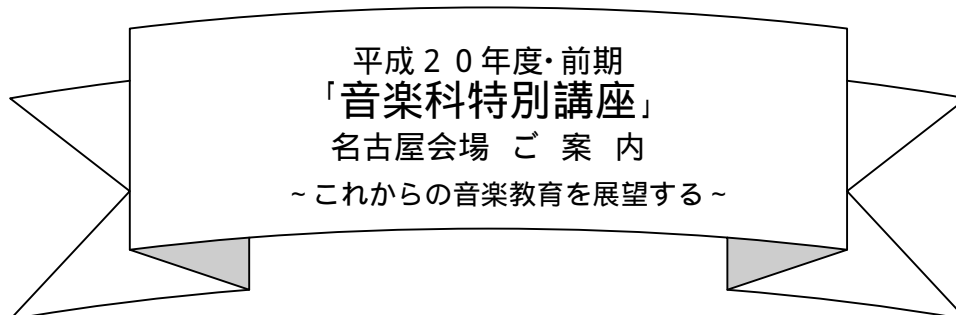 平成２０年度･前期
「音楽科特別講座」
名古屋会場 ご 案 内
~これからの音楽教育を展望する~